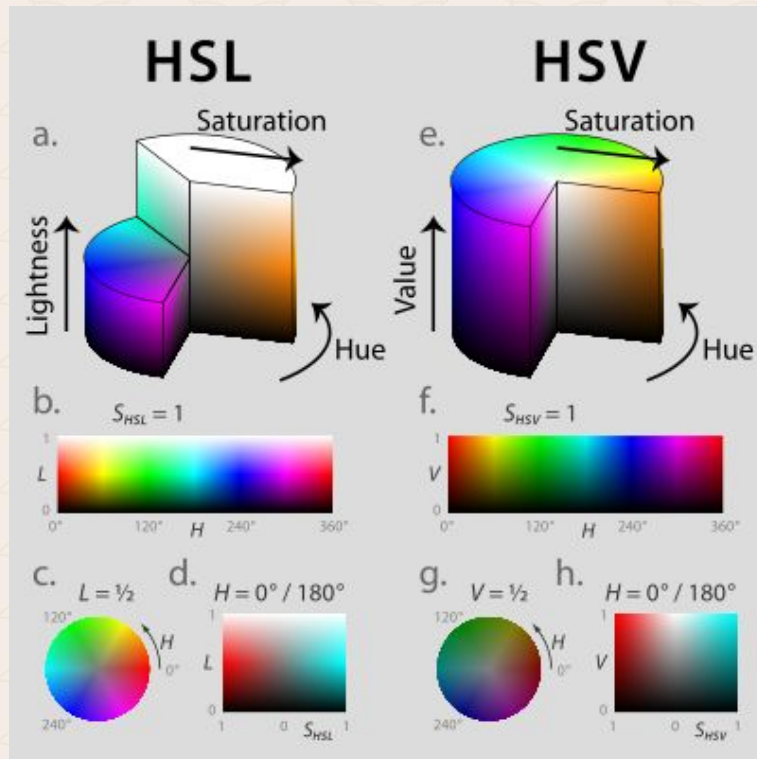 HSL
a.
Saturation
Lightness
Hue
b.
S_HSL = 1
1
L
0
0°
120°
H
240°
360°
c.
L = ½
120°
H
0°
240°
d.
H = 0° / 180°
1
L
0
1
0
S_HSL
1
HSV
e.
Saturation
Value
Hue
f.
S_HSV = 1
1
V
0
0°
120°
H
240°
360°
g.
V = ½
120°
H
0°
240°
h.
H = 0° / 180°
1
V
0
1
0
S_HSV
1